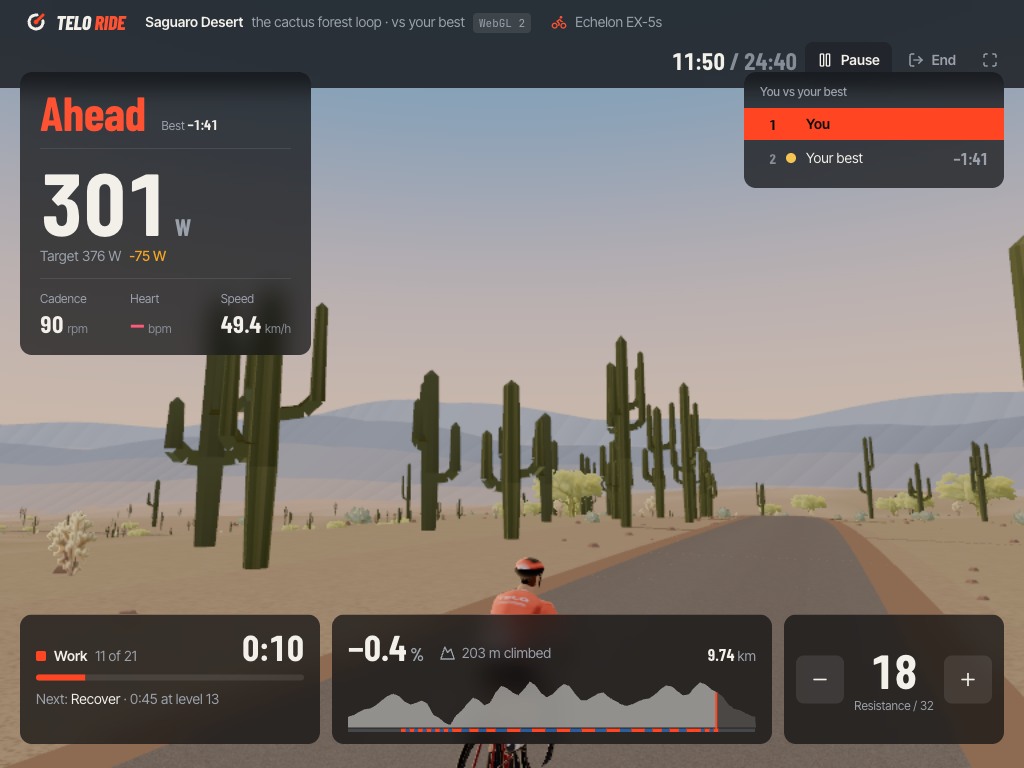 TELO RIDE Saguaro Desert the cactus forest loop · vs your best WebGL 2 Echelon EX-5s
11:50 / 24:40 Pause End
Ahead Best −1:41
301 W
Target 376 W -75 W
Cadence Heart Speed
90 rpm — bpm 49.4 km/h
You vs your best
1 You
2 Your best −1:41
TELO
Work 11 of 21 0:10
Next: Recover · 0:45 at level 13
−0.4 % 203 m climbed 9.74 km
− 18 +
Resistance / 32